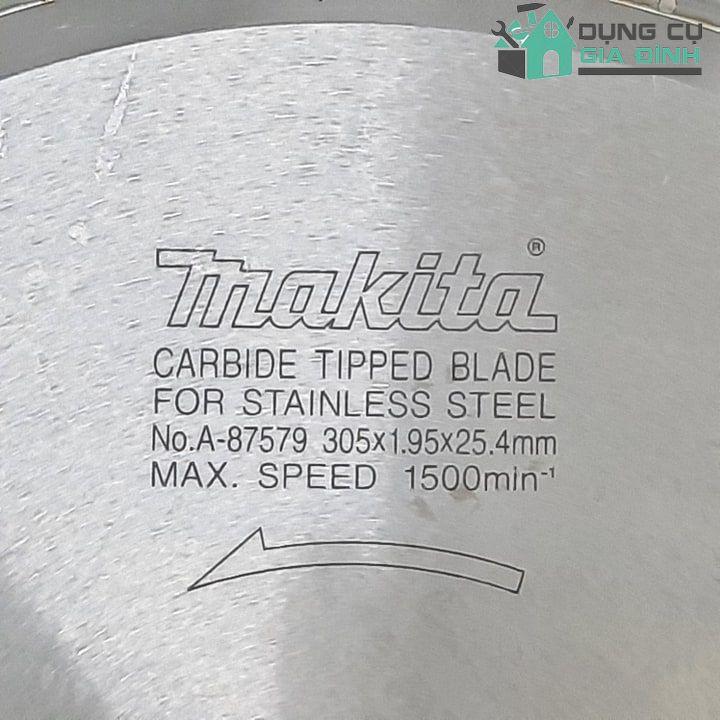 DỤNG CỤ
GIA ĐÌNH
makita®
CARBIDE TIPPED BLADE
FOR STAINLESS STEEL
No.A-87579 305x1.95x25.4mm
MAX. SPEED 1500min⁻¹